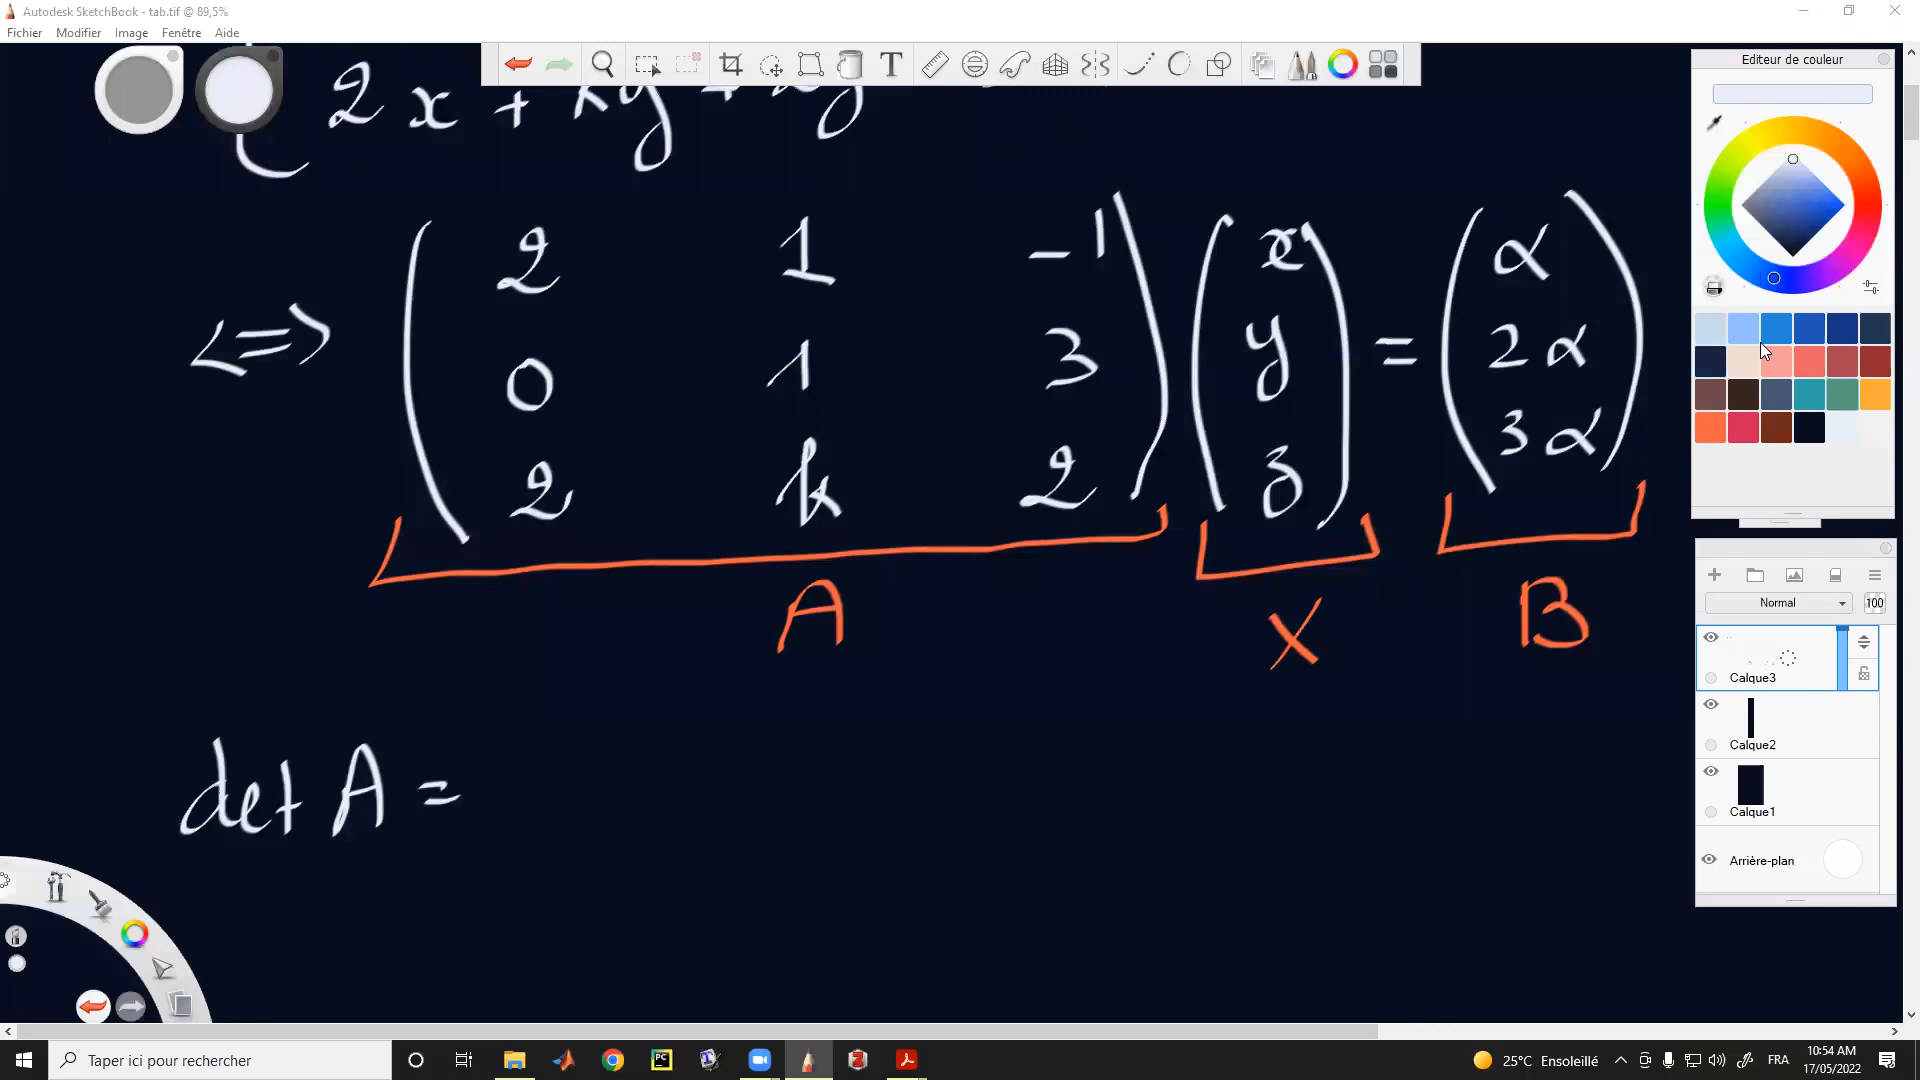 Autodesk SketchBook - tab.tif @ 89,5%
Fichier Modifier Image Fenêtre Aide
Editeur de couleur
2x +
<=> ( 2 1 -1 ) ( x ) = ( α )
0 1 3 y 2α
2 k 2 z 3α
A X B
det A =
Normal 100
Calque3
Calque2
Calque1
Arrière-plan
Taper ici pour rechercher
25°C Ensoleillé
FRA
10:54 AM
17/05/2022